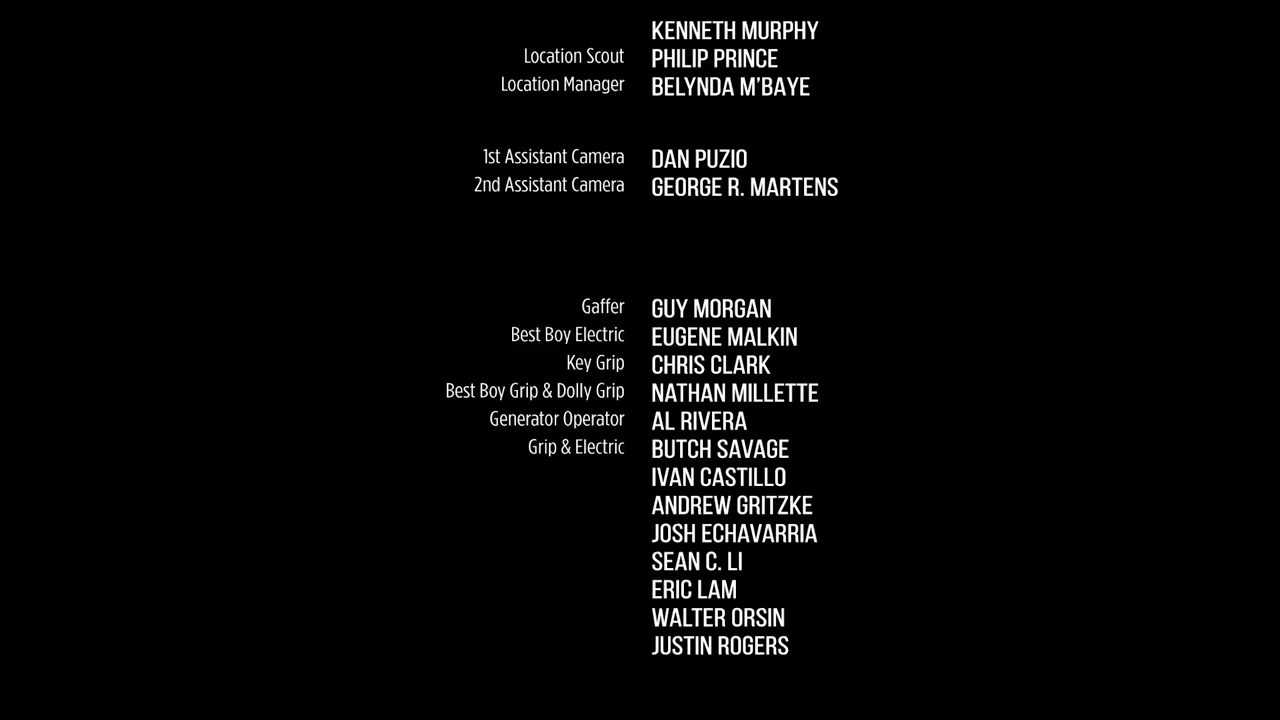 KENNETH MURPHY
Location Scout PHILIP PRINCE
Location Manager BELYNDA M'BAYE
1st Assistant Camera DAN PUZIO
2nd Assistant Camera GEORGE R. MARTENS
Gaffer GUY MORGAN
Best Boy Electric EUGENE MALKIN
Key Grip CHRIS CLARK
Best Boy Grip & Dolly Grip NATHAN MILLETTE
Generator Operator AL RIVERA
Grip & Electric BUTCH SAVAGE
IVAN CASTILLO
ANDREW GRITZKE
JOSH ECHAVARRIA
SEAN C. LI
ERIC LAM
WALTER ORSIN
JUSTIN ROGERS